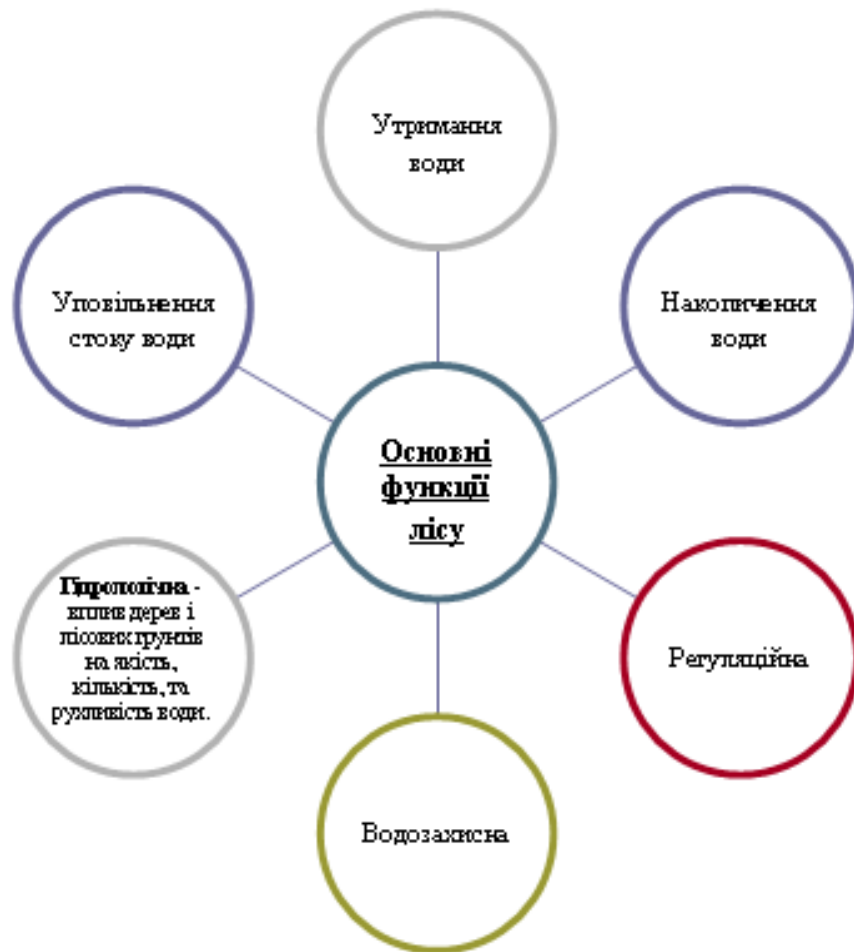 Утримання
води
Уповільнення
стоку води
Накопичення
води
Основні
функції
лісу
Гідрологічна -
вплив дерев і
лісових ґрунтів
на якість,
кількість, та
рухливість води.
Регуляційна
Водозахисна